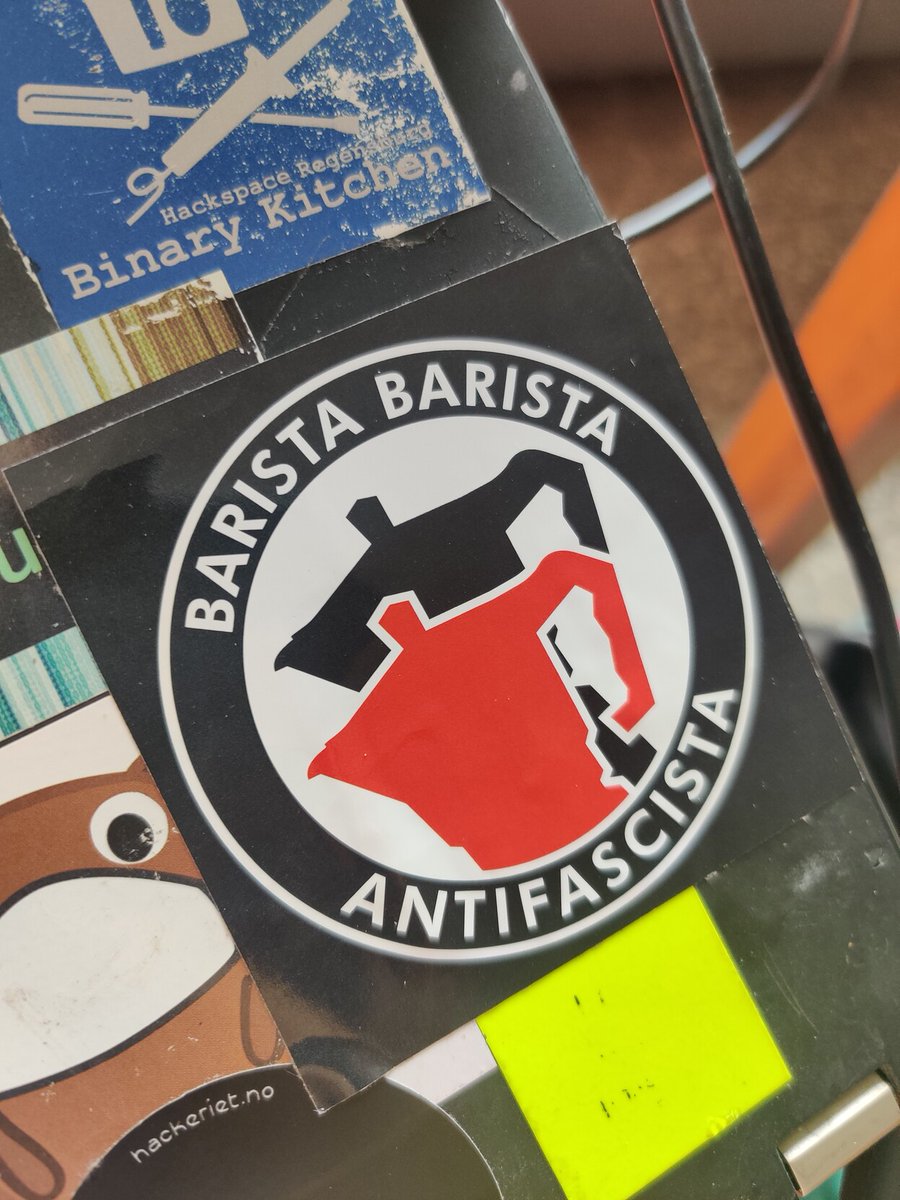 Hackspace Regensburg
Binary Kitchen
BARISTA BARISTA
ANTIFASCISTA
u
hackeriet.no